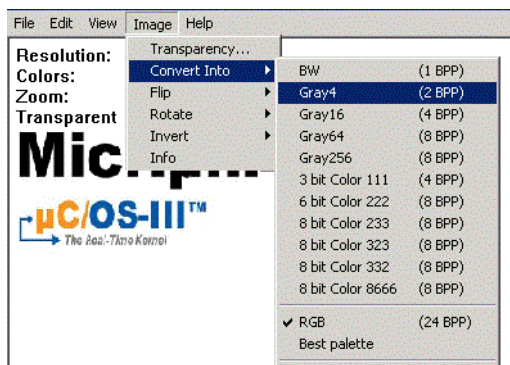 File Edit View Image Help
Resolution:
Colors:
Zoom:
Transparent
Transparency...
Convert Into
Flip
Rotate
Invert
Info
BW (1 BPP)
Gray4 (2 BPP)
Gray16 (4 BPP)
Gray64 (8 BPP)
Gray256 (8 BPP)
3 bit Color 111 (4 BPP)
6 bit Color 222 (8 BPP)
8 bit Color 233 (8 BPP)
8 bit Color 323 (8 BPP)
8 bit Color 332 (8 BPP)
8 bit Color 8666 (8 BPP)
RGB (24 BPP)
Best palette
µC/OS-III™
The Real-Time Kernel